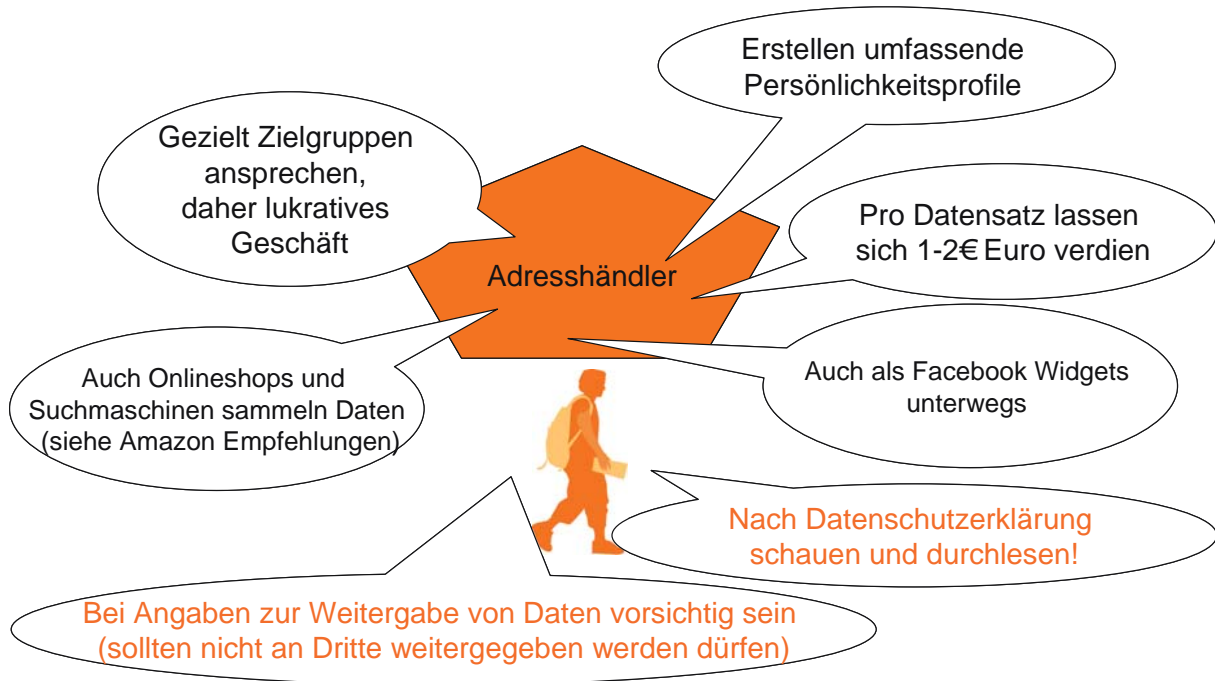 Erstellen umfassende
Persönlichkeitsprofile
Gezielt Zielgruppen
ansprechen,
daher lukratives
Geschäft
Pro Datensatz lassen
sich 1-2€ Euro verdien
Adresshändler
Auch Onlineshops und
Suchmaschinen sammeln Daten
(siehe Amazon Empfehlungen)
Auch als Facebook Widgets
unterwegs
Nach Datenschutzerklärung
schauen und durchlesen!
Bei Angaben zur Weitergabe von Daten vorsichtig sein
(sollten nicht an Dritte weitergegeben werden dürfen)